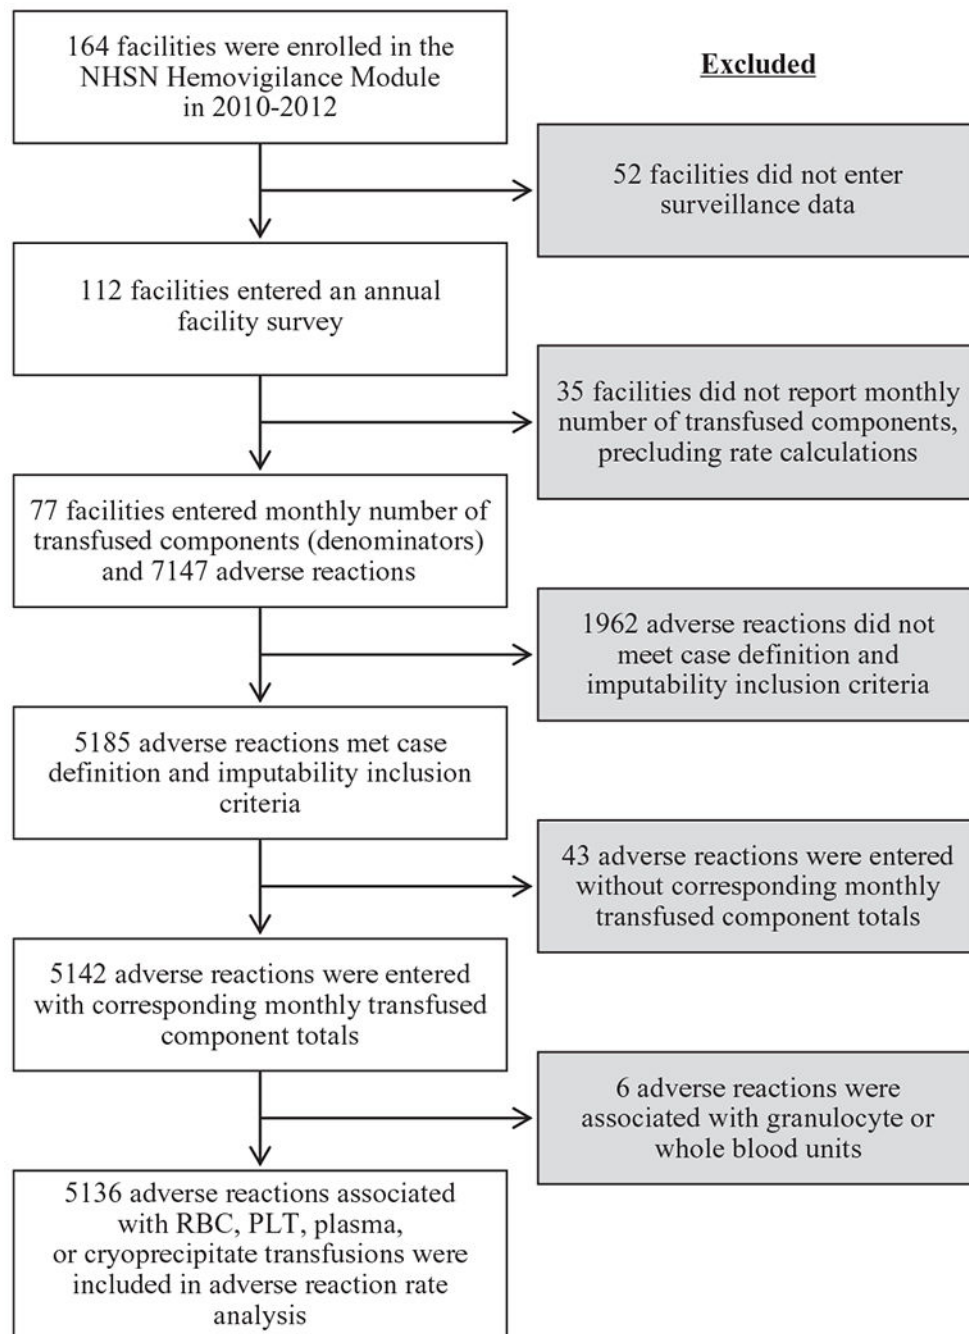 164 facilities were enrolled in the
NHSN Hemovigilance Module
in 2010-2012
Excluded
52 facilities did not enter
surveillance data
112 facilities entered an annual
facility survey
35 facilities did not report monthly
number of transfused components,
precluding rate calculations
77 facilities entered monthly number of
transfused components (denominators)
and 7147 adverse reactions
1962 adverse reactions did not
meet case definition and
imputability inclusion criteria
5185 adverse reactions met case
definition and imputability inclusion
criteria
43 adverse reactions were entered
without corresponding monthly
transfused component totals
5142 adverse reactions were entered
with corresponding monthly transfused
component totals
6 adverse reactions were
associated with granulocyte or
whole blood units
5136 adverse reactions associated
with RBC, PLT, plasma,
or cryoprecipitate transfusions were
included in adverse reaction rate
analysis